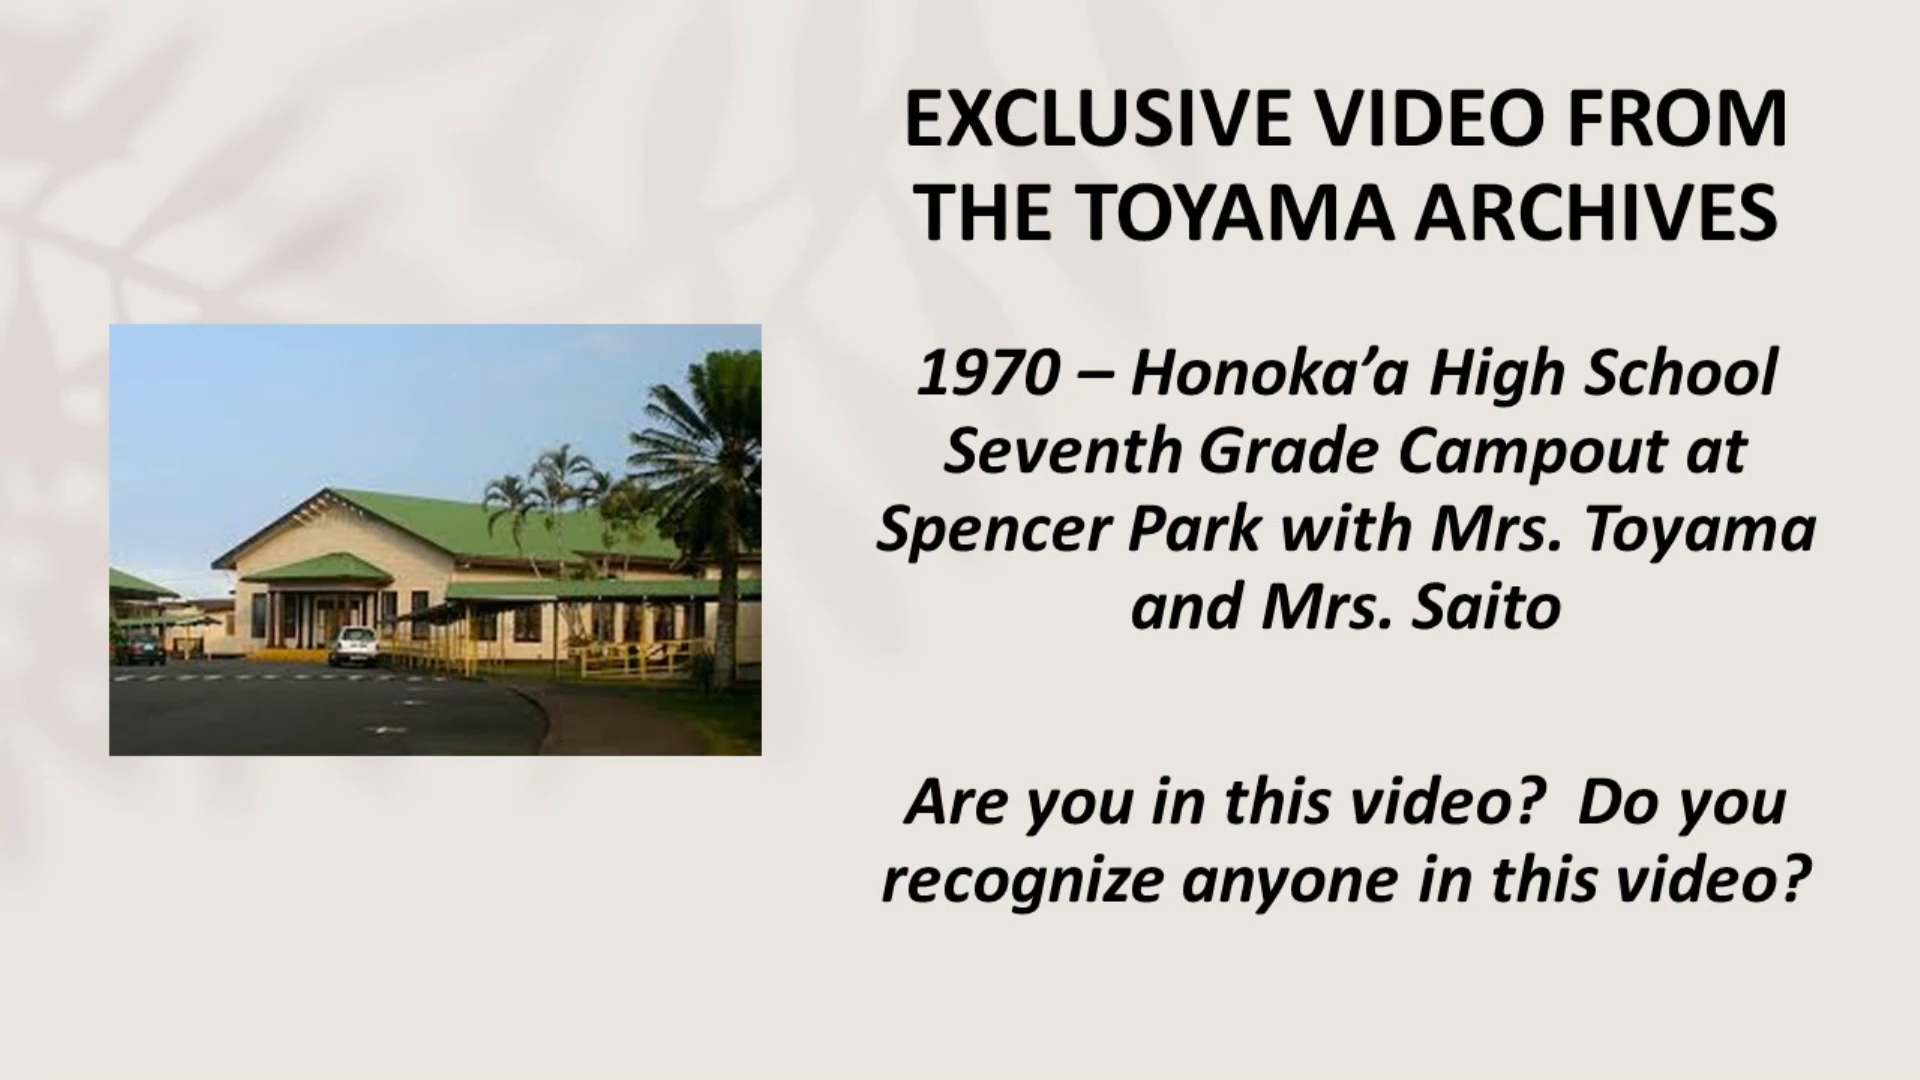 EXCLUSIVE VIDEO FROM
THE TOYAMA ARCHIVES
1970 – Honoka’a High School
Seventh Grade Campout at
Spencer Park with Mrs. Toyama
and Mrs. Saito
Are you in this video?  Do you
recognize anyone in this video?